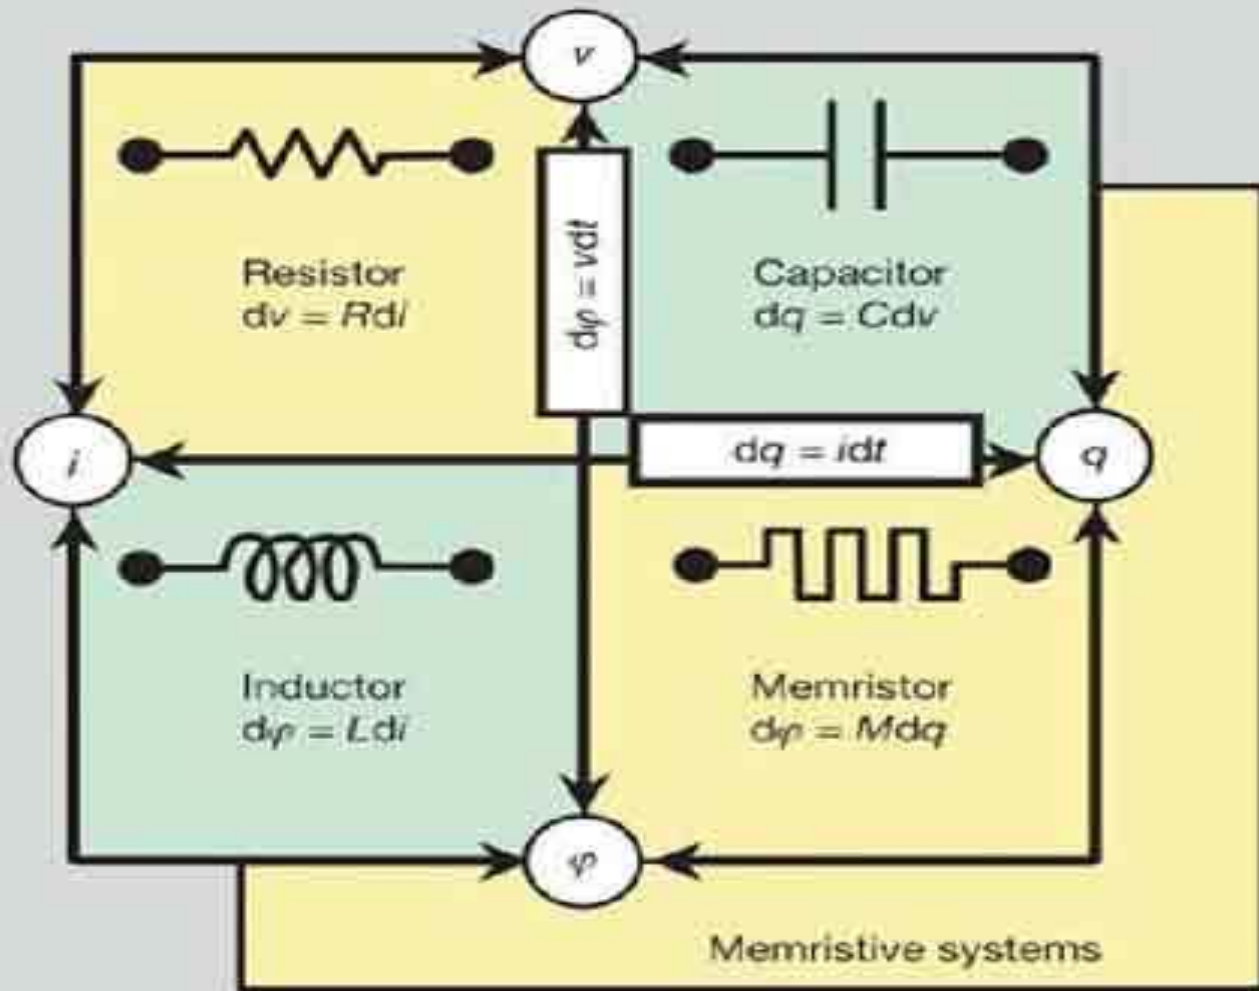 v
Resistor
dv = Rdi
dφ = vdt
Capacitor
dq = Cdv
i
dq = idt
q
Inductor
dφ = Ldi
Memristor
dφ = Mdq
φ
Memristive systems